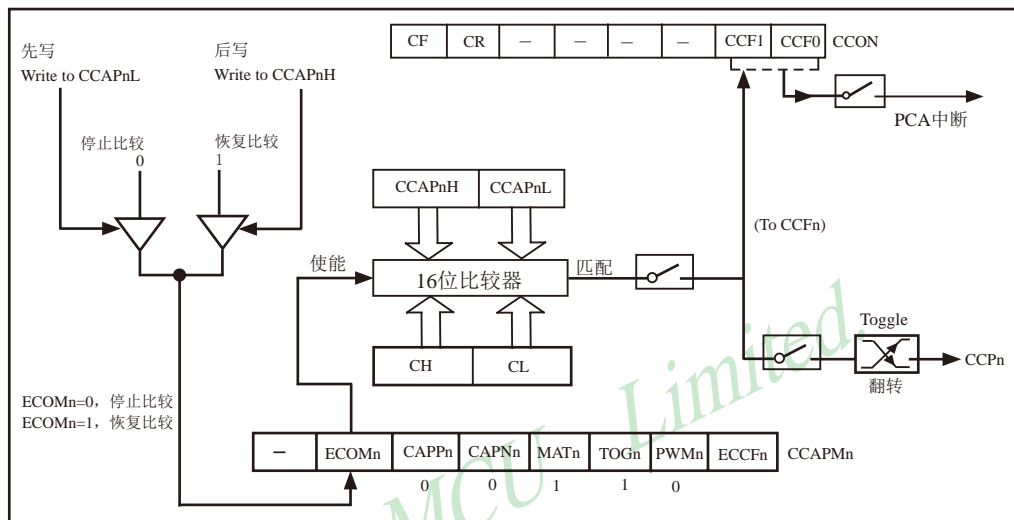 先写
Write to CCAPnL
后写
Write to CCAPnH
CF CR — — — — CCF1 CCF0 CCON
PCA中断
停止比较
0
恢复比较
1
CCAPnH CCAPnL
(To CCFn)
使能
16位比较器
匹配
CH CL
Toggle
CCPn
翻转
ECOMn=0，停止比较
ECOMn=1，恢复比较
— ECOMn CAPPn CAPNn MATn TOGn PWMn ECCFn CCAPMn
0 0 1 1 0
MCU Limited.